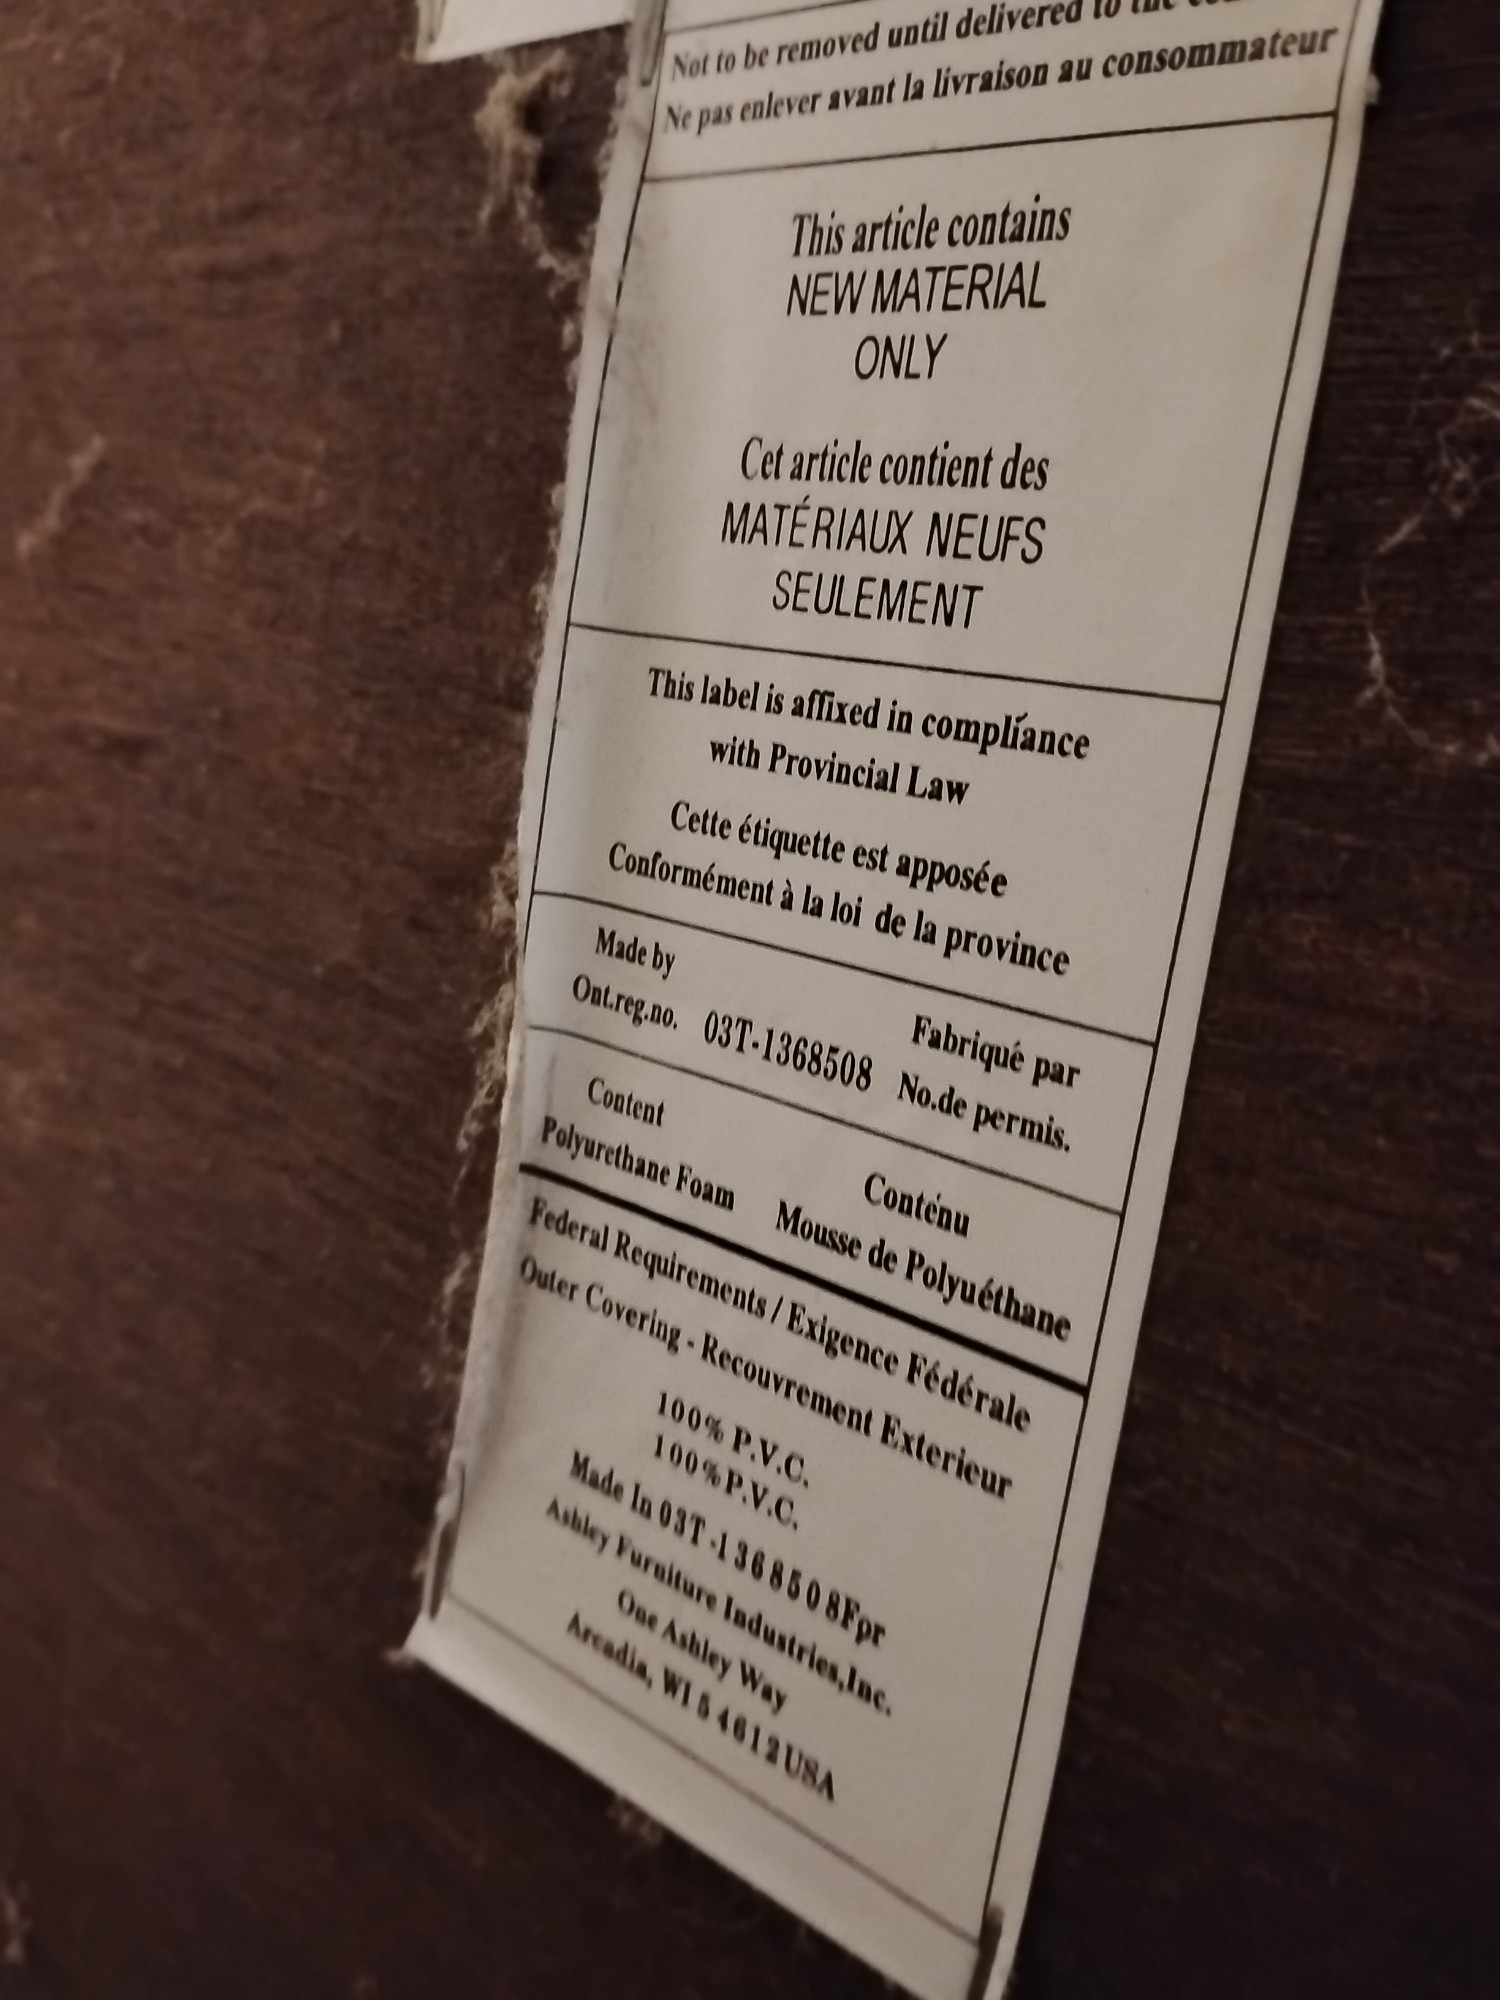 Not to be removed until delivered to the
Ne pas enlever avant la livraison au consommateur
This article contains
NEW MATERIAL
ONLY
Cet article contient des
MATÉRIAUX NEUFS
SEULEMENT
This label is affixed in compliance
with Provincial Law
Cette étiquette est apposée
Conformément à la loi de la province
Made by Fabriqué par
Ont.reg.no. 03T-1368508 No.de permis.
Content Conténu
Polyurethane Foam Mousse de Polyuéthane
Federal Requirements / Exigence Fédérale
Outer Covering - Recouvrement Exterieur
100% P.V.C.
100% P.V.C.
Made In 03T-1368508Fpr
Ashley Furniture Industries, Inc.
One Ashley Way
Arcadia, WI 54612 USA